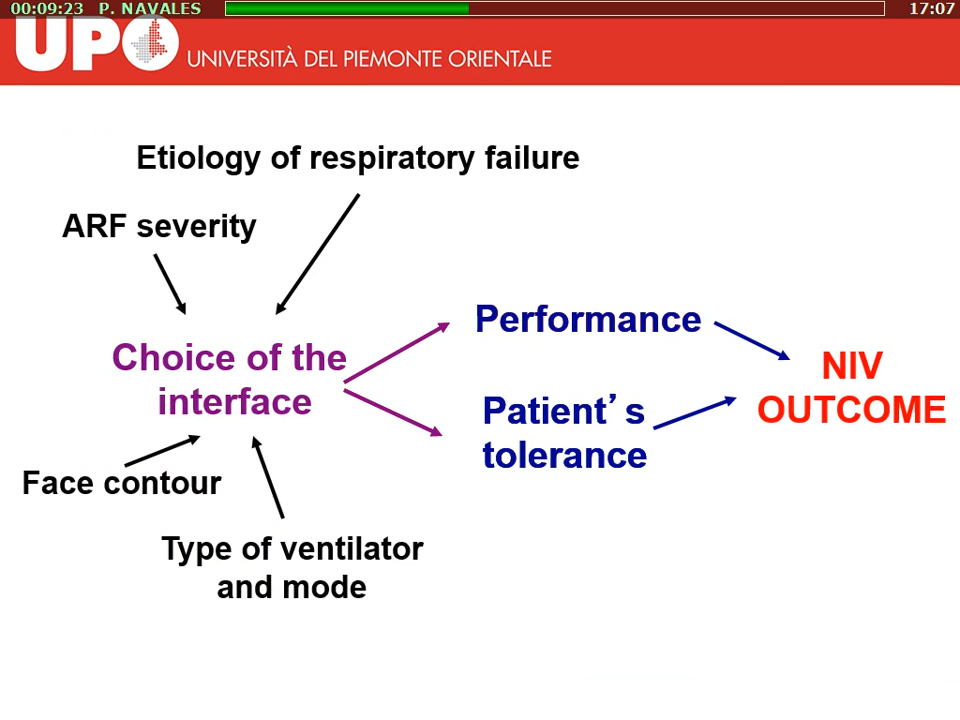 00:09:23 P. NAVALES 17:07
UPO UNIVERSITÀ DEL PIEMONTE ORIENTALE
Etiology of respiratory failure
ARF severity
Choice of the
interface
Performance
Patient’s
tolerance
NIV
OUTCOME
Face contour
Type of ventilator
and mode